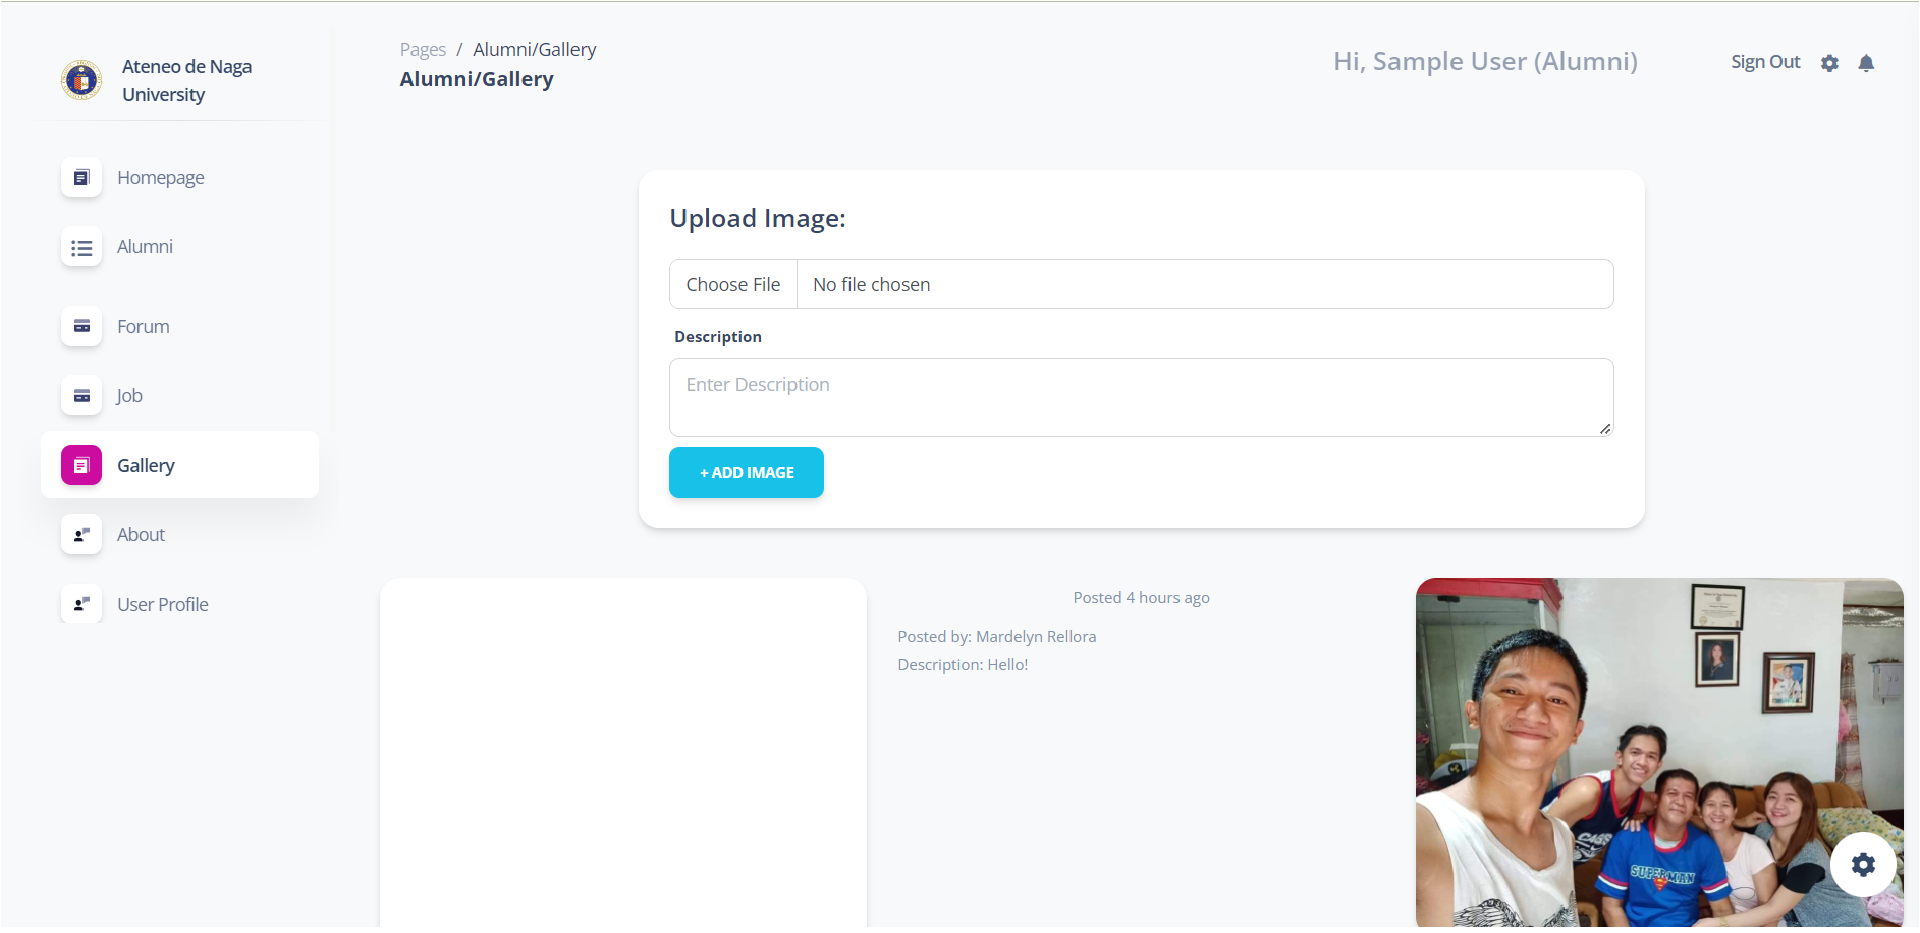 Ateneo de Naga
University
Homepage
Alumni
Forum
Job
Gallery
About
User Profile
Pages / Alumni/Gallery
Alumni/Gallery
Hi, Sample User (Alumni)
Sign Out
Upload Image:
Choose File No file chosen
Description
Enter Description
+ ADD IMAGE
Posted 4 hours ago
Posted by: Mardelyn Rellora
Description: Hello!
SUPERMAN